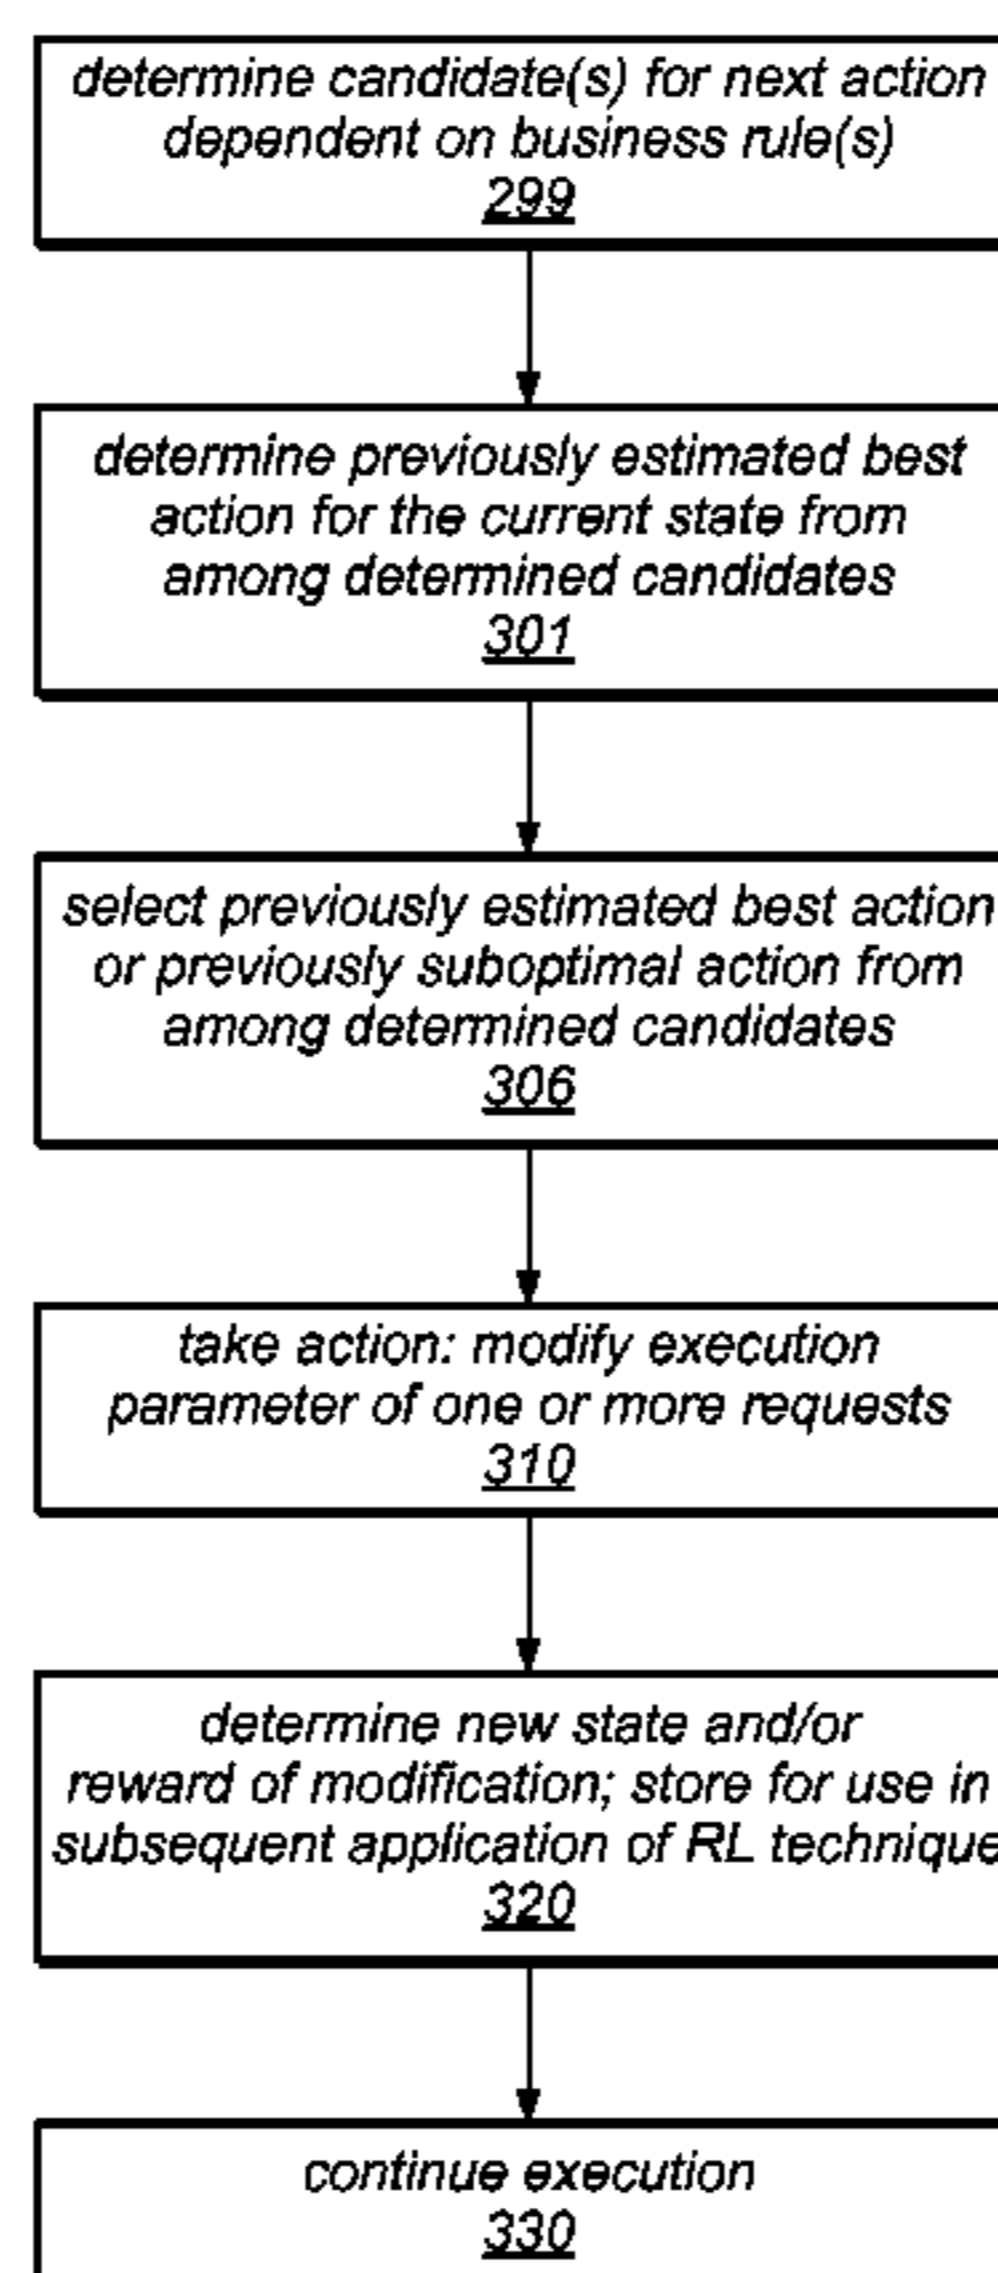 determine candidate(s) for next action
dependent on business rule(s)
299
determine previously estimated best
action for the current state from
among determined candidates
301
select previously estimated best action
or previously suboptimal action from
among determined candidates
306
take action: modify execution
parameter of one or more requests
310
determine new state and/or
reward of modification; store for use in
subsequent application of RL technique
320
continue execution
330